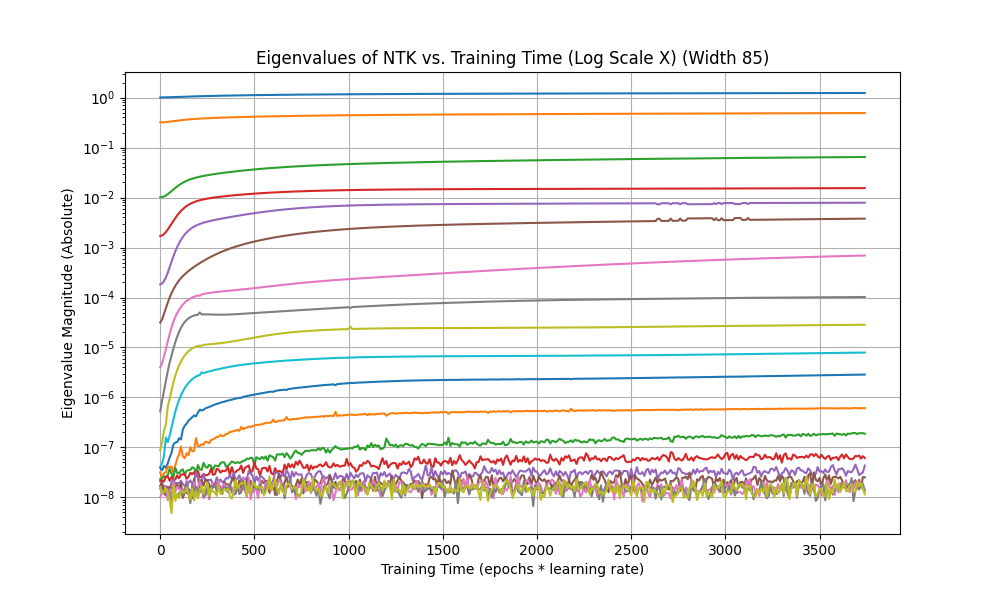 Eigenvalues of NTK vs. Training Time (Log Scale X) (Width 85)
Eigenvalue Magnitude (Absolute)
10⁰
10⁻¹
10⁻²
10⁻³
10⁻⁴
10⁻⁵
10⁻⁶
10⁻⁷
10⁻⁸
0 500 1000 1500 2000 2500 3000 3500
Training Time (epochs * learning rate)